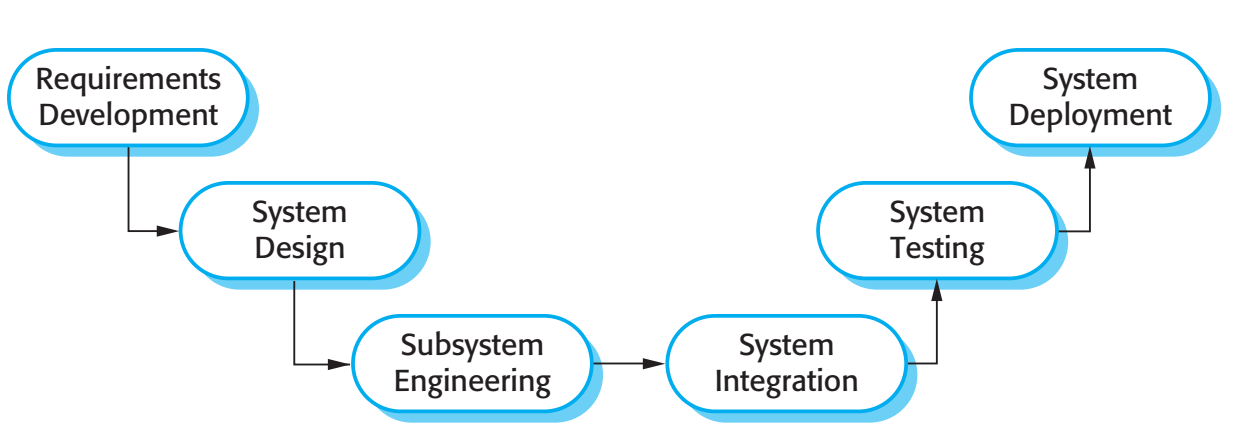 Requirements
Development
System
Design
Subsystem
Engineering
System
Integration
System
Testing
System
Deployment